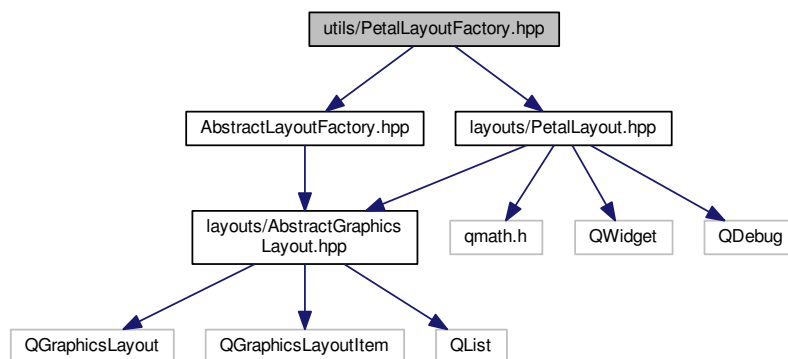 utils/PetalLayoutFactory.hpp
AbstractLayoutFactory.hpp
layouts/PetalLayout.hpp
layouts/AbstractGraphics
Layout.hpp
qmath.h
QWidget
QDebug
QGraphicsLayout
QGraphicsLayoutItem
QList